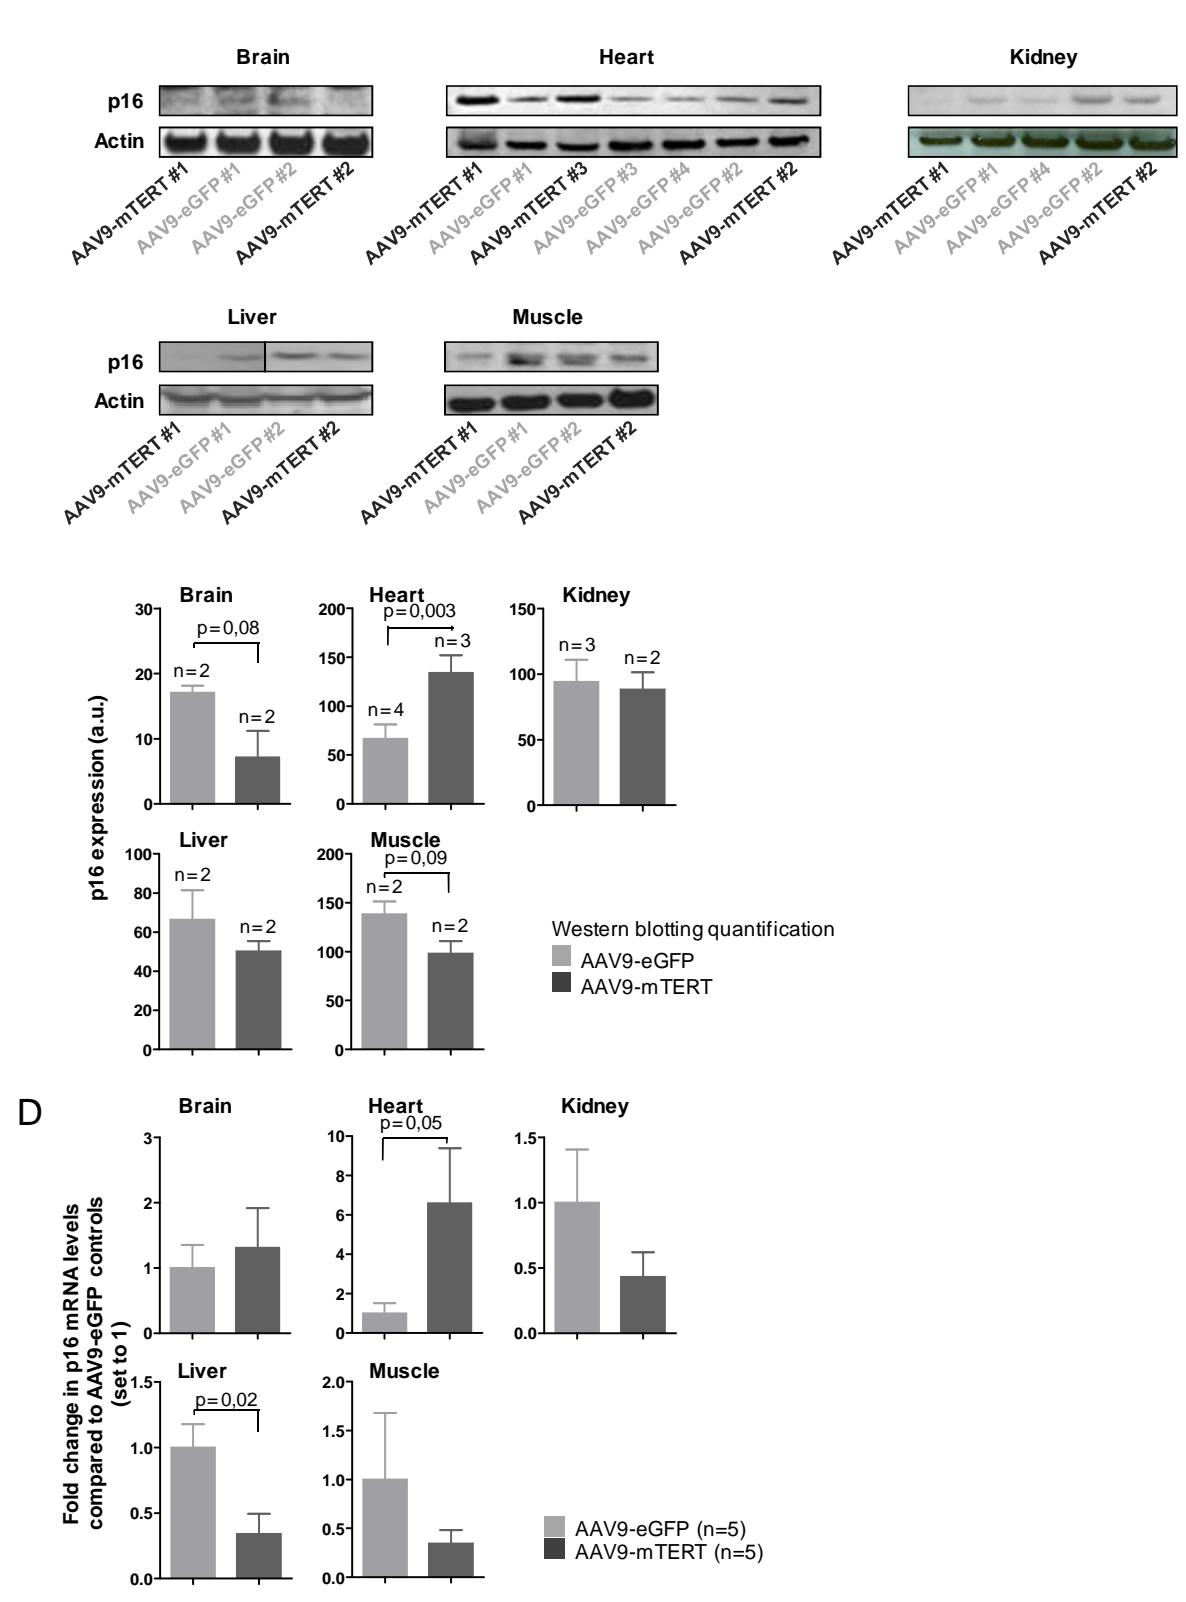 Brain
Heart
Kidney
p16
Actin
AAV9-mTERT #1
AAV9-eGFP #1
AAV9-eGFP #2
AAV9-mTERT #2
AAV9-mTERT #1
AAV9-eGFP #1
AAV9-mTERT #3
AAV9-eGFP #3
AAV9-eGFP #4
AAV9-eGFP #2
AAV9-mTERT #2
AAV9-mTERT #1
AAV9-eGFP #1
AAV9-eGFP #4
AAV9-eGFP #2
AAV9-mTERT #2
Liver
Muscle
p16
Actin
AAV9-mTERT #1
AAV9-eGFP #1
AAV9-eGFP #2
AAV9-mTERT #2
AAV9-mTERT #1
AAV9-eGFP #1
AAV9-eGFP #2
AAV9-mTERT #2
p16 expression (a.u.)
Brain
30
20
10
0
p=0,08
n=2
n=2
Heart
200
150
100
50
0
p=0,003
n=4
n=3
Kidney
150
100
50
0
n=3
n=2
Liver
100
80
60
40
20
0
n=2
n=2
Muscle
200
150
100
50
0
p=0,09
n=2
n=2
Western blotting quantification
AAV9-eGFP
AAV9-mTERT
D
Fold change in p16 mRNA levels
compared to AAV9-eGFP controls
(set to 1)
Brain
3
2
1
0
Heart
10
8
6
4
2
0
p=0,05
Kidney
1.5
1.0
0.5
0.0
Liver
1.5
1.0
0.5
0.0
p=0,02
Muscle
2.0
1.5
1.0
0.5
0.0
AAV9-eGFP (n=5)
AAV9-mTERT (n=5)